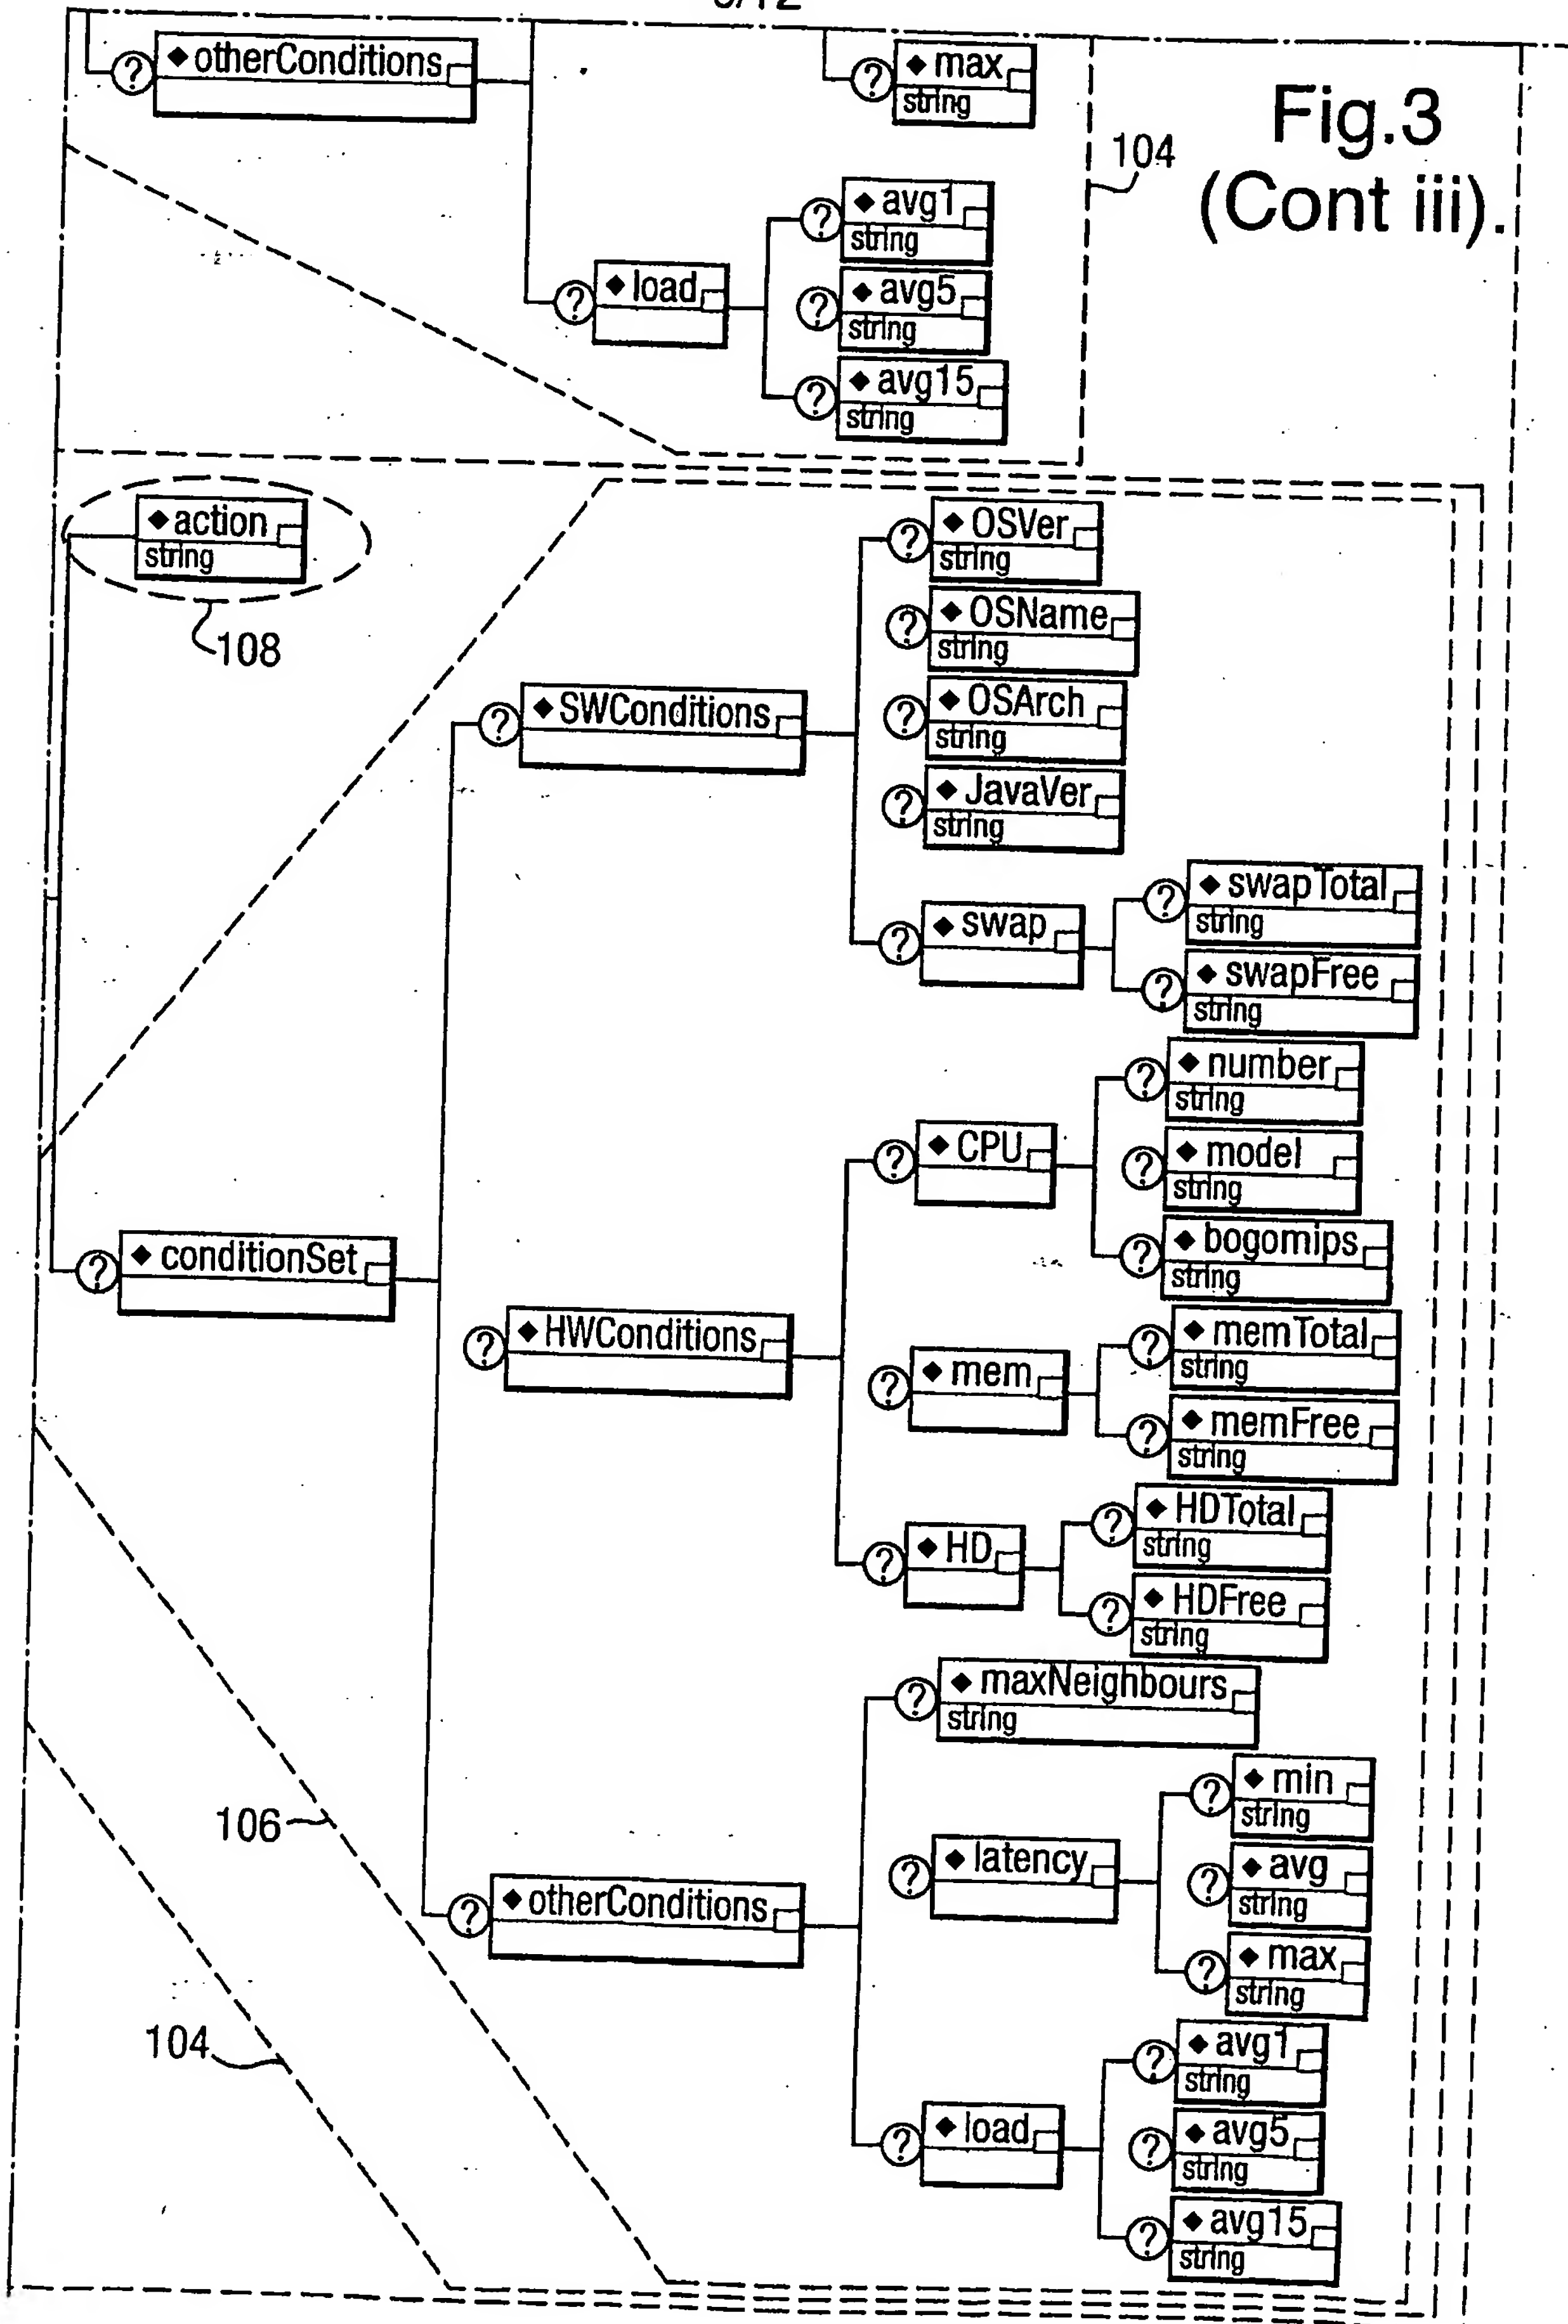 ◆ otherConditions
◆ max
string
Fig.3
(Cont iii).
104
◆ avg1
string
◆ load
◆ avg5
string
◆ avg15
string
◆ action
string
108
◆ OSVer
string
◆ OSName
string
◆ SWConditions
◆ OSArch
string
◆ JavaVer
string
◆ swap
◆ swapTotal
string
◆ swapFree
string
◆ conditionSet
◆ HWConditions
◆ CPU
◆ number
string
◆ model
string
◆ bogomips
string
◆ mem
◆ memTotal
string
◆ memFree
string
◆ HD
◆ HDTotal
string
◆ HDFree
string
106
104
◆ otherConditions
◆ maxNeighbours
string
◆ latency
◆ min
string
◆ avg
string
◆ max
string
◆ load
◆ avg1
string
◆ avg5
string
◆ avg15
string